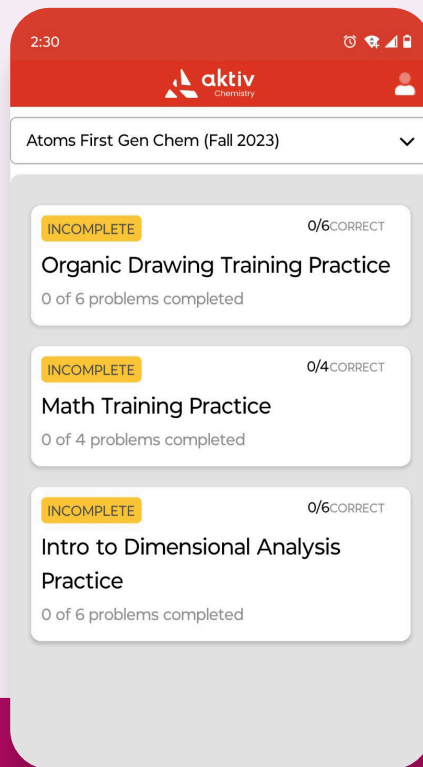 2:30
aktiv
Chemistry
Atoms First Gen Chem (Fall 2023)
INCOMPLETE
0/6CORRECT
Organic Drawing Training Practice
0 of 6 problems completed
INCOMPLETE
0/4CORRECT
Math Training Practice
0 of 4 problems completed
INCOMPLETE
0/6CORRECT
Intro to Dimensional Analysis
Practice
0 of 6 problems completed